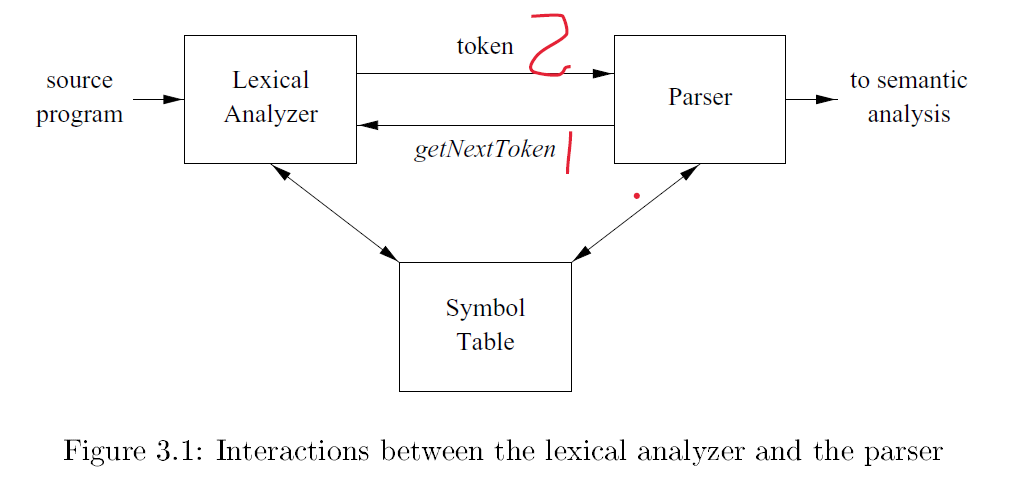 source
program
Lexical
Analyzer
token 2
getNextToken 1
Parser
to semantic
analysis
Symbol
Table
Figure 3.1: Interactions between the lexical analyzer and the parser